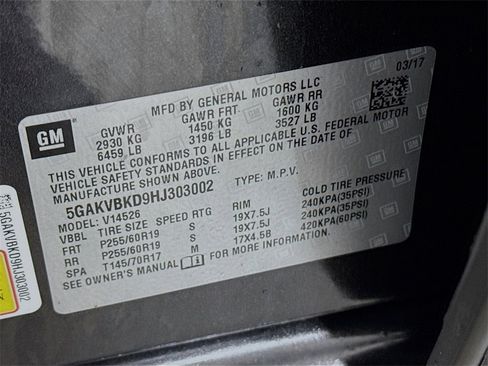 03/17
MFD BY GENERAL MOTORS LLC
GM
GVWR GAWR FRT GAWR RR
2930 KG 1450 KG 1600 KG
6459 LB 3196 LB 3527 LB
THIS VEHICLE CONFORMS TO ALL APPLICABLE U.S. FEDERAL MOTOR
VEHICLE SAFETY STANDARDS IN EFFECT ON THE DATE OF
MANUFACTURE SHOWN ABOVE.
5GAKVBKD9HJ303002 TYPE: M.P.V.
MODEL: V14526
VBBL TIRE SIZE SPEED RTG RIM COLD TIRE PRESSURE
FRT P255/60R19 S 19X7.5J 240KPA(35PSI)
RR P255/60R19 S 19X7.5J 240KPA(35PSI)
SPA T145/70R17 M 17X4.5B 420KPA(60PSI)
SEE OWNER'S MANUAL
5GAKVBKD9HJ303002